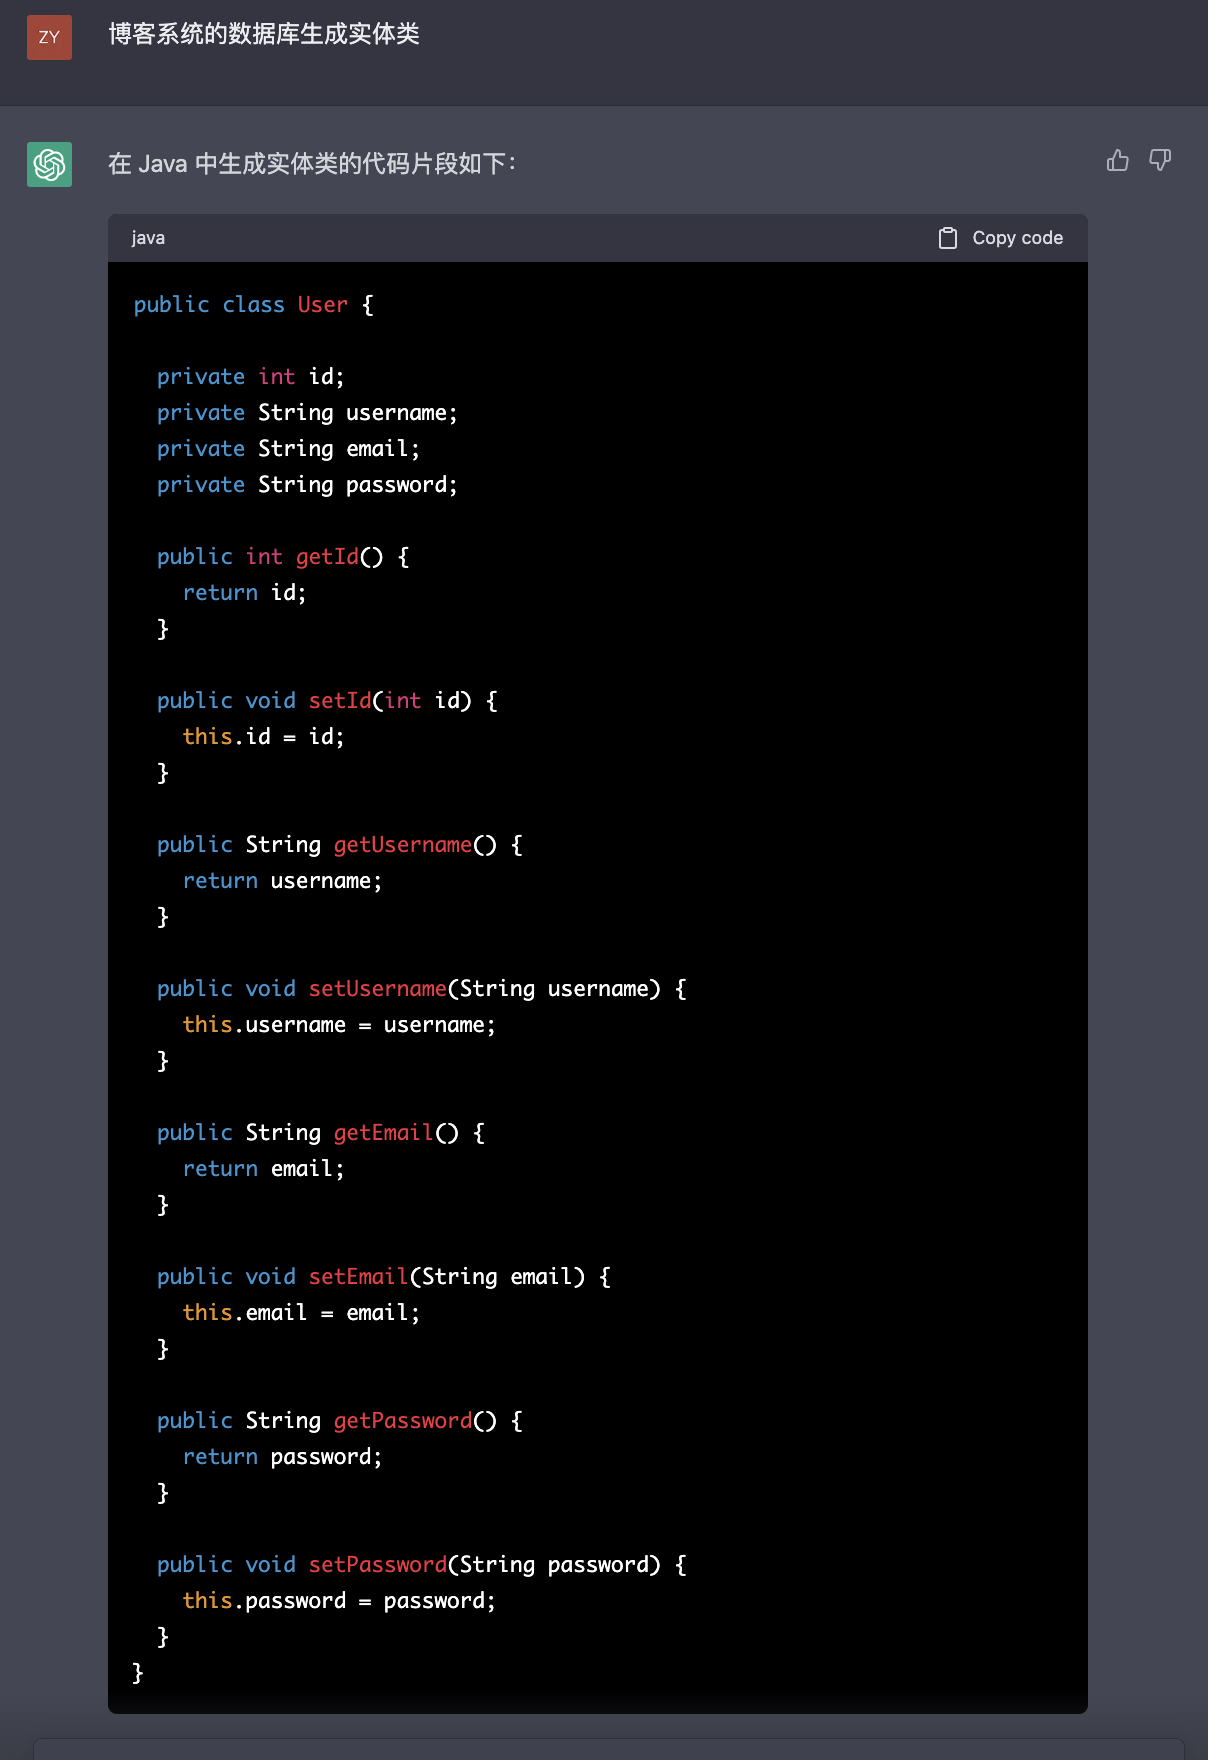 ZY
博客系统的数据库生成实体类
在 Java 中生成实体类的代码片段如下：
java
Copy code
public class User {
  private int id;
  private String username;
  private String email;
  private String password;
  public int getId() {
    return id;
  }
  public void setId(int id) {
    this.id = id;
  }
  public String getUsername() {
    return username;
  }
  public void setUsername(String username) {
    this.username = username;
  }
  public String getEmail() {
    return email;
  }
  public void setEmail(String email) {
    this.email = email;
  }
  public String getPassword() {
    return password;
  }
  public void setPassword(String password) {
    this.password = password;
  }
}